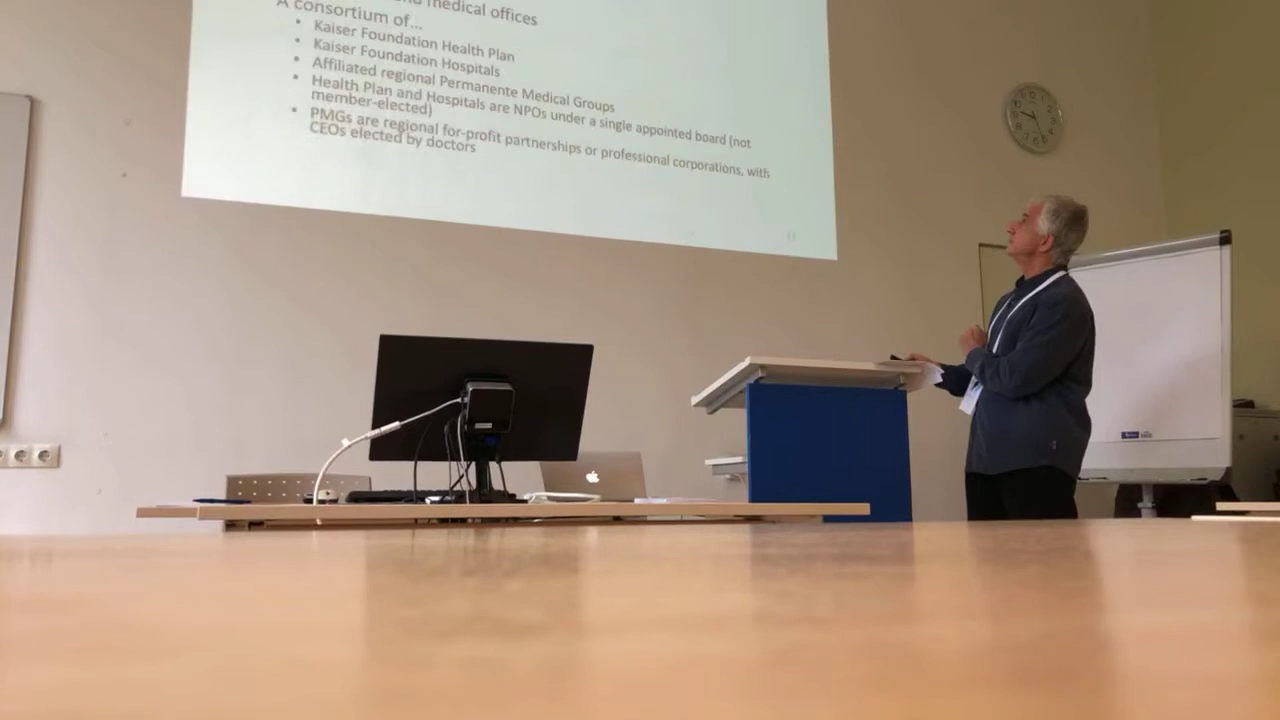 and medical offices
A consortium of...
• Kaiser Foundation Health Plan
• Kaiser Foundation Hospitals
• Affiliated regional Permanente Medical Groups
• Health Plan and Hospitals are NPOs under a single appointed board (not
member-elected)
• PMGs are regional for-profit partnerships or professional corporations, with
CEOs elected by doctors